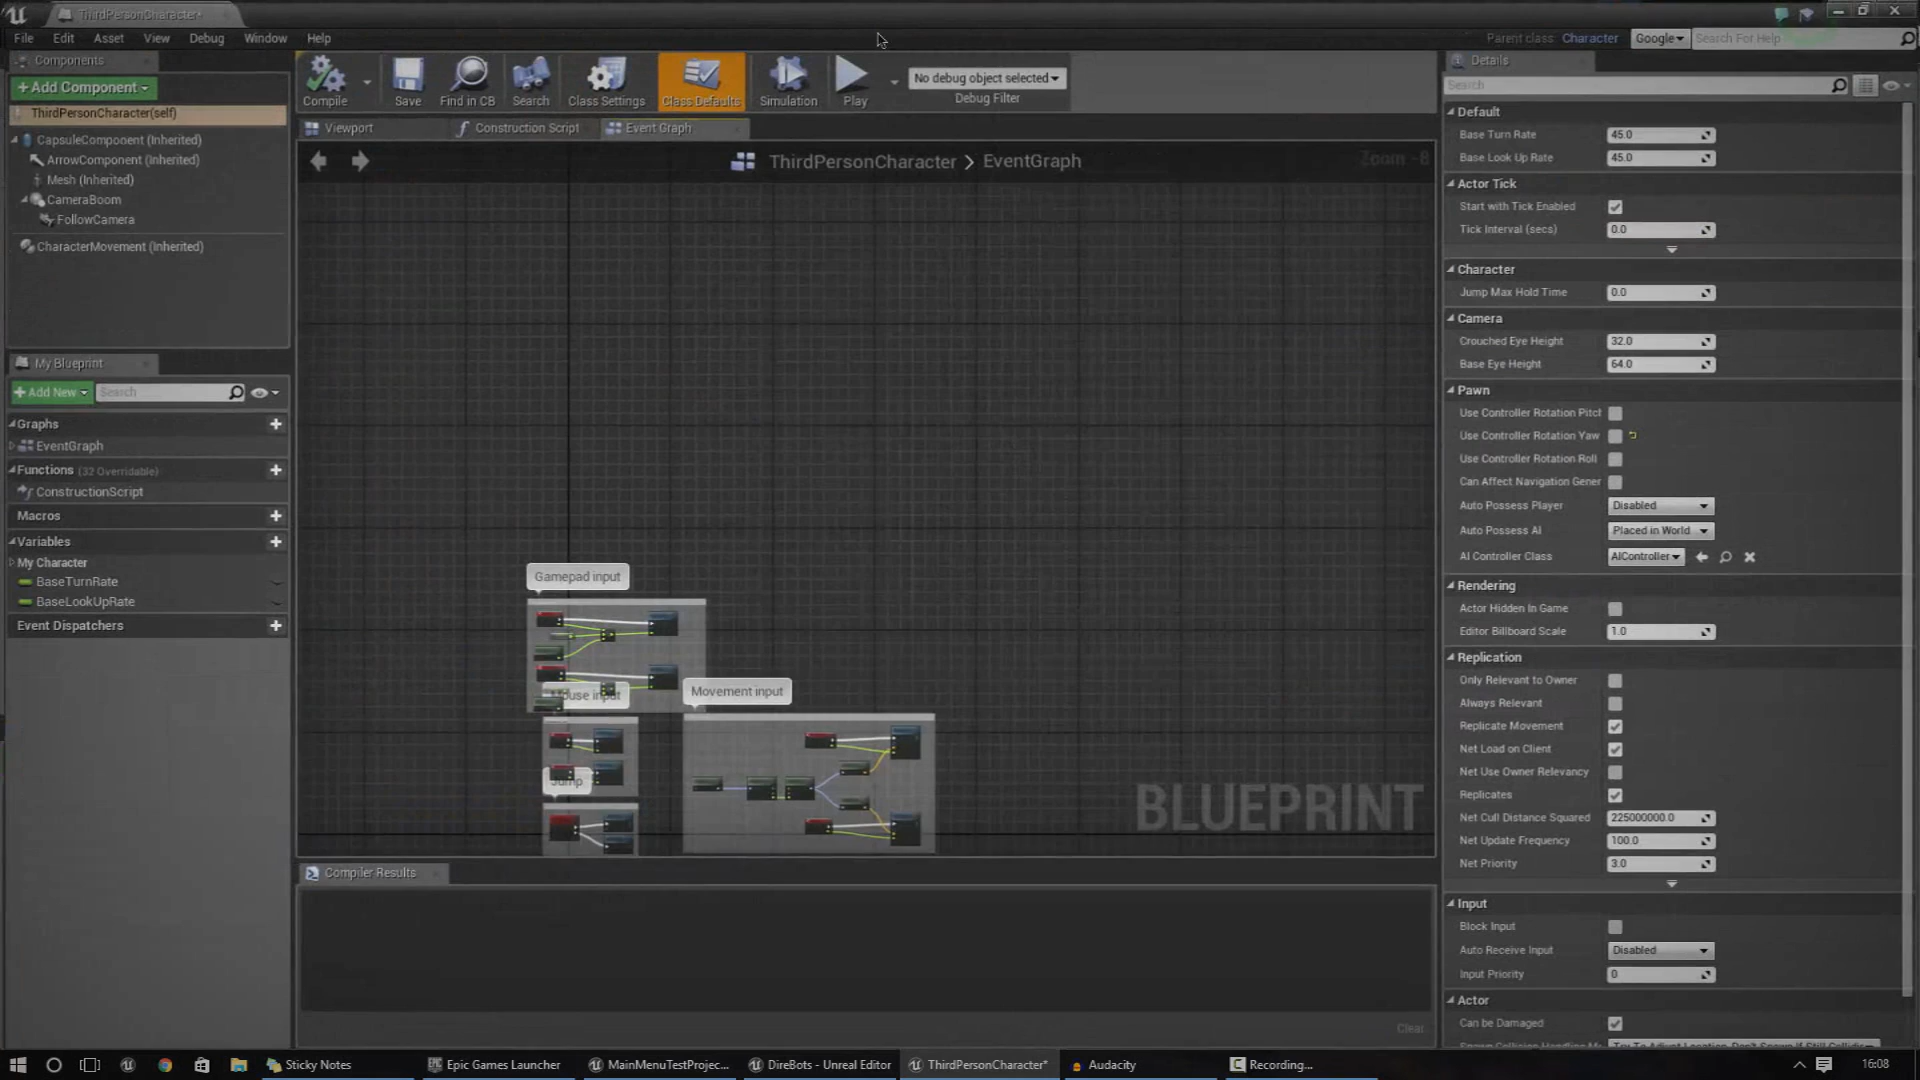 ThirdPersonCharacter*
File Edit Asset View Debug Window Help
Parent class: Character Google Search For Help
Components
+ Add Component
ThirdPersonCharacter(self)
CapsuleComponent (Inherited)
ArrowComponent (Inherited)
Mesh (Inherited)
CameraBoom
FollowCamera
CharacterMovement (Inherited)
My Blueprint
+ Add New Search
Graphs
EventGraph
Functions (32 Overridable)
ConstructionScript
Macros
Variables
My Character
BaseTurnRate
BaseLookUpRate
Event Dispatchers
Compile Save Find in CB Search Class Settings Class Defaults Simulation Play
No debug object selected
Debug Filter
Viewport Construction Script Event Graph
ThirdPersonCharacter > EventGraph
Zoom -8
Gamepad input
Mouse input
Movement input
Jump
BLUEPRINT
Compiler Results
Clear
Details
Search
Default
Base Turn Rate 45.0
Base Look Up Rate 45.0
Actor Tick
Start with Tick Enabled
Tick Interval (secs) 0.0
Character
Jump Max Hold Time 0.0
Camera
Crouched Eye Height 32.0
Base Eye Height 64.0
Pawn
Use Controller Rotation Pitch
Use Controller Rotation Yaw
Use Controller Rotation Roll
Can Affect Navigation Gener
Auto Possess Player Disabled
Auto Possess AI Placed in World
AI Controller Class AIController
Rendering
Actor Hidden In Game
Editor Billboard Scale 1.0
Replication
Only Relevant to Owner
Always Relevant
Replicate Movement
Net Load on Client
Net Use Owner Relevancy
Replicates
Net Cull Distance Squared 225000000.0
Net Update Frequency 100.0
Net Priority 3.0
Input
Block Input
Auto Receive Input Disabled
Input Priority 0
Actor
Can be Damaged
Sticky Notes Epic Games Launcher MainMenuTestProjec... DireBots - Unreal Editor ThirdPersonCharacter* Audacity Recording... 16:08